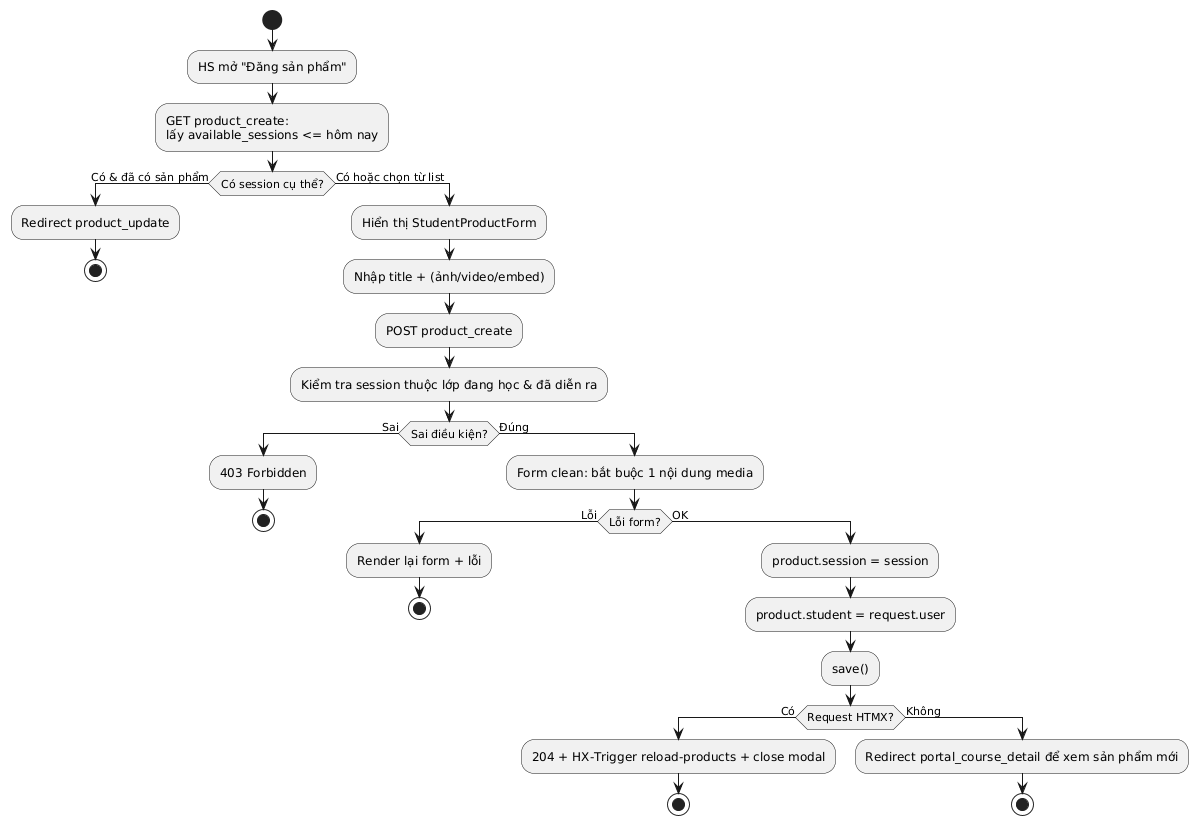 HS mở "Đăng sản phẩm"
GET product_create:
lấy available_sessions <= hôm nay
Có & đã có sản phẩm
Có session cụ thể?
Có hoặc chọn từ list
Redirect product_update
Hiển thị StudentProductForm
Nhập title + (ảnh/video/embed)
POST product_create
Kiểm tra session thuộc lớp đang học & đã diễn ra
Sai
Sai điều kiện?
Đúng
403 Forbidden
Form clean: bắt buộc 1 nội dung media
Lỗi
Lỗi form?
OK
Render lại form + lỗi
product.session = session
product.student = request.user
save()
Có
Request HTMX?
Không
204 + HX-Trigger reload-products + close modal
Redirect portal_course_detail để xem sản phẩm mới